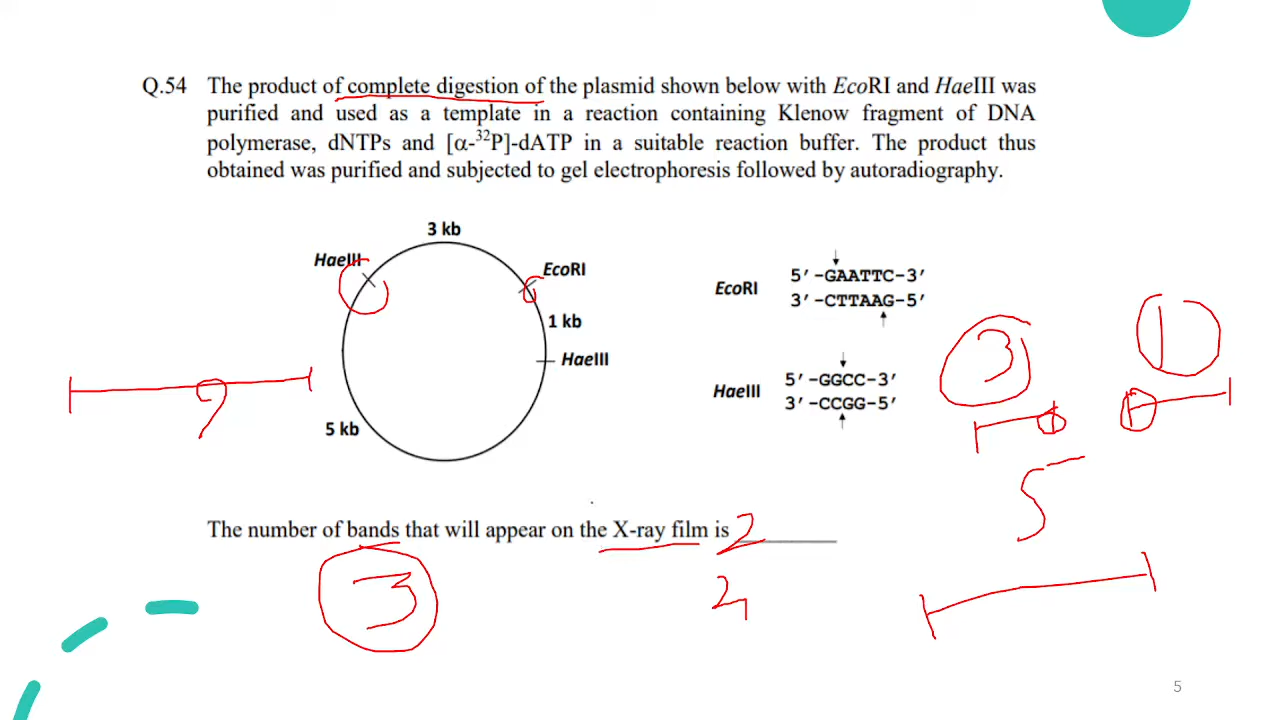 Q.54 The product of complete digestion of the plasmid shown below with EcoRI and HaeIII was
purified and used as a template in a reaction containing Klenow fragment of DNA
polymerase, dNTPs and [α-³²P]-dATP in a suitable reaction buffer. The product thus
obtained was purified and subjected to gel electrophoresis followed by autoradiography.
3 kb
HaeIII
EcoRI
1 kb
HaeIII
5 kb
EcoRI
5′-GAATTC-3′
3′-CTTAAG-5′
HaeIII
5′-GGCC-3′
3′-CCGG-5′
3
1
5
The number of bands that will appear on the X-ray film is 2
3
5